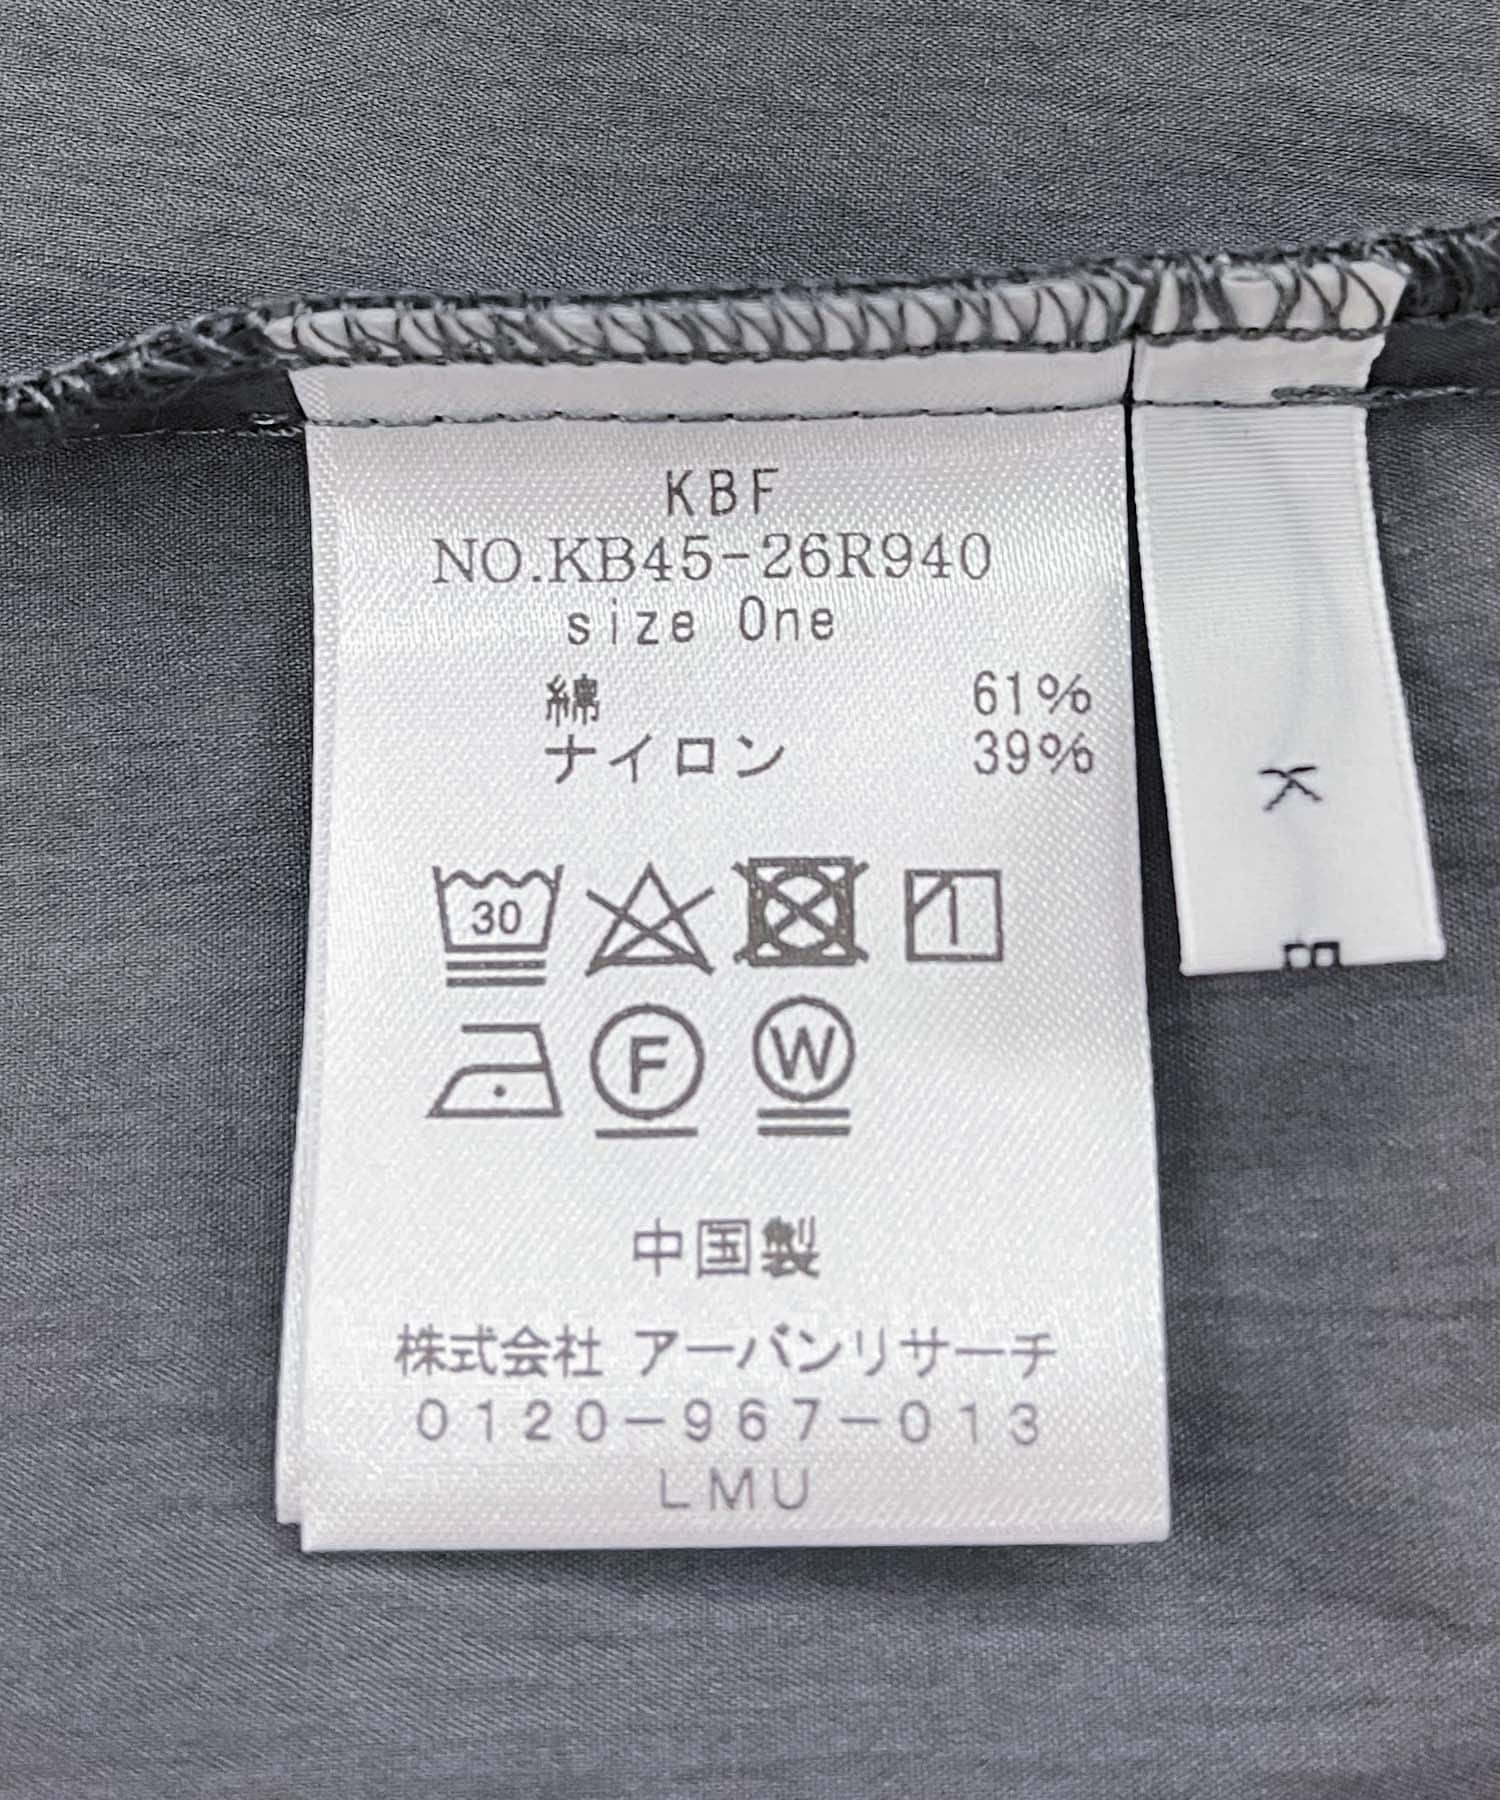 KBF
NO.KB45-26R940
size One
綿 61%
ナイロン 39%
30
F
W
中国製
株式会社 アーバンリサーチ
0120-967-013
LMU
K